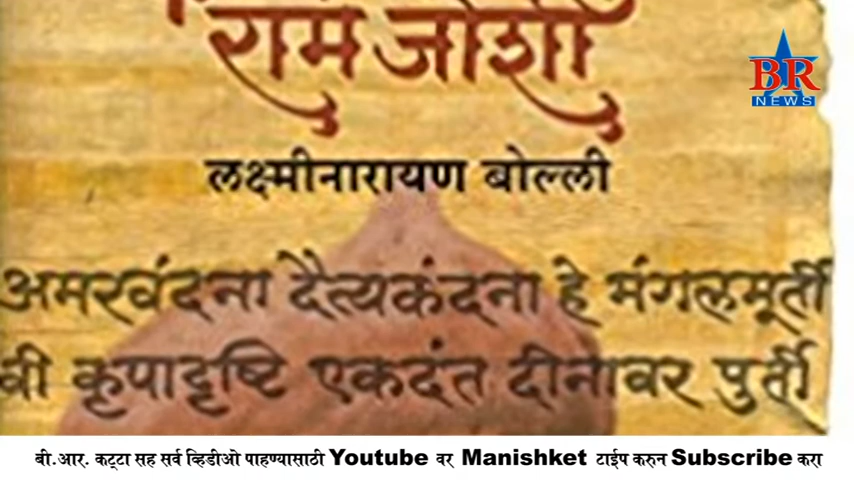 राम जोशी
BR
NEWS
लक्ष्मीनारायण बोल्ली
अमरवंदना दैत्यकंदना हे मंगलमूर्ती
वी कृपादृष्टि एकदंत दीनावर पुर्ती
बी.आर. कट्टा सह सर्व व्हिडीओ पाहण्यासाठी Youtube वर Manishket टाईप करुन Subscribe करा